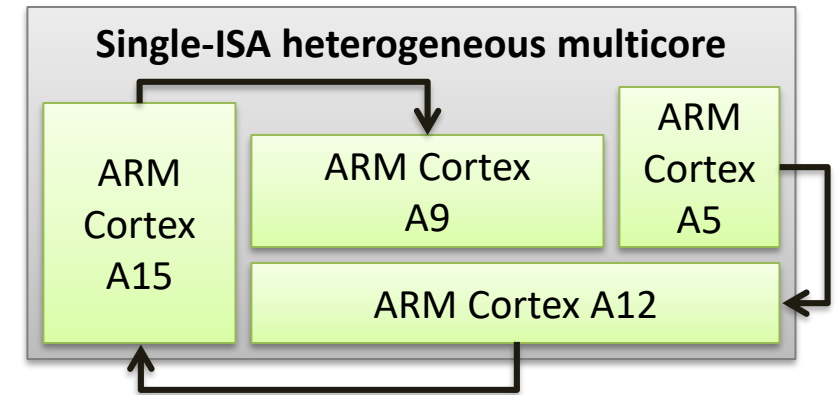 Single-ISA heterogeneous multicore
ARM
Cortex
A15
ARM Cortex
A9
ARM
Cortex
A5
ARM Cortex A12